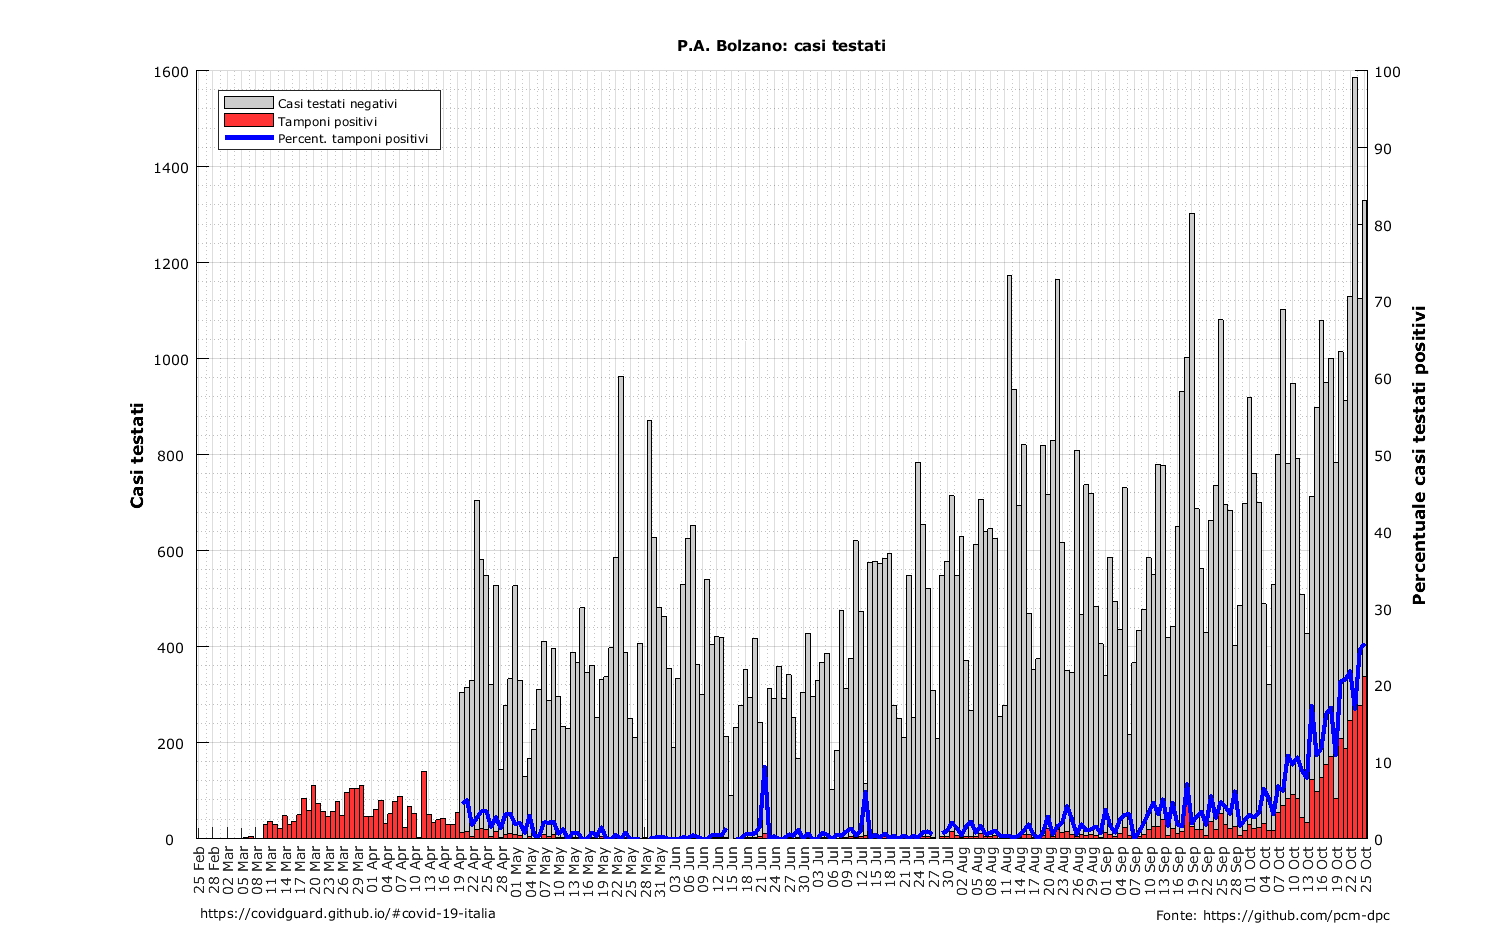 P.A. Bolzano: casi testati
Casi testati negativi
Tamponi positivi
Percent. tamponi positivi
Casi testati
1600
1400
1200
1000
800
600
400
200
0
100
90
80
70
60
50
40
30
20
10
0
Percentuale casi testati positivi
25 Feb
28 Feb
02 Mar
05 Mar
08 Mar
11 Mar
14 Mar
17 Mar
20 Mar
23 Mar
26 Mar
29 Mar
01 Apr
04 Apr
07 Apr
10 Apr
13 Apr
16 Apr
19 Apr
22 Apr
25 Apr
28 Apr
01 May
04 May
07 May
10 May
13 May
16 May
19 May
22 May
25 May
28 May
31 May
03 Jun
06 Jun
09 Jun
12 Jun
15 Jun
18 Jun
21 Jun
24 Jun
27 Jun
30 Jun
03 Jul
06 Jul
09 Jul
12 Jul
15 Jul
18 Jul
21 Jul
24 Jul
27 Jul
30 Jul
02 Aug
05 Aug
08 Aug
11 Aug
14 Aug
17 Aug
20 Aug
23 Aug
26 Aug
29 Aug
01 Sep
04 Sep
07 Sep
10 Sep
13 Sep
16 Sep
19 Sep
22 Sep
25 Sep
28 Sep
01 Oct
04 Oct
07 Oct
10 Oct
13 Oct
16 Oct
19 Oct
22 Oct
25 Oct
https://covidguard.github.io/#covid-19-italia
Fonte: https://github.com/pcm-dpc